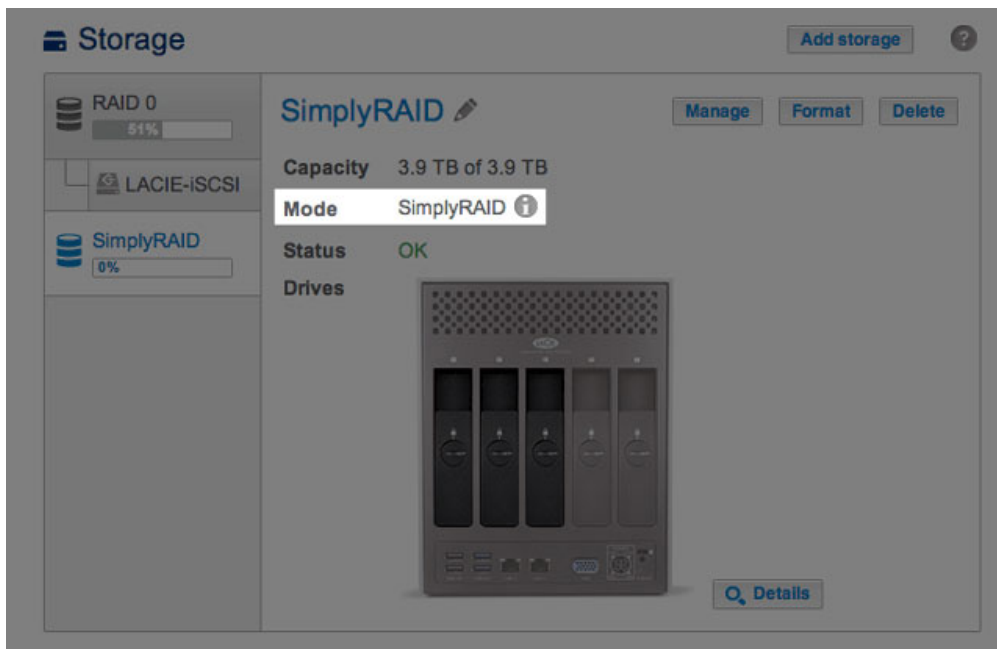 Storage
Add storage
?
RAID 0
51%
LACIE-iSCSI
SimplyRAID
0%
SimplyRAID
Manage
Format
Delete
Capacity 3.9 TB of 3.9 TB
Mode SimplyRAID i
Status OK
Drives
Details